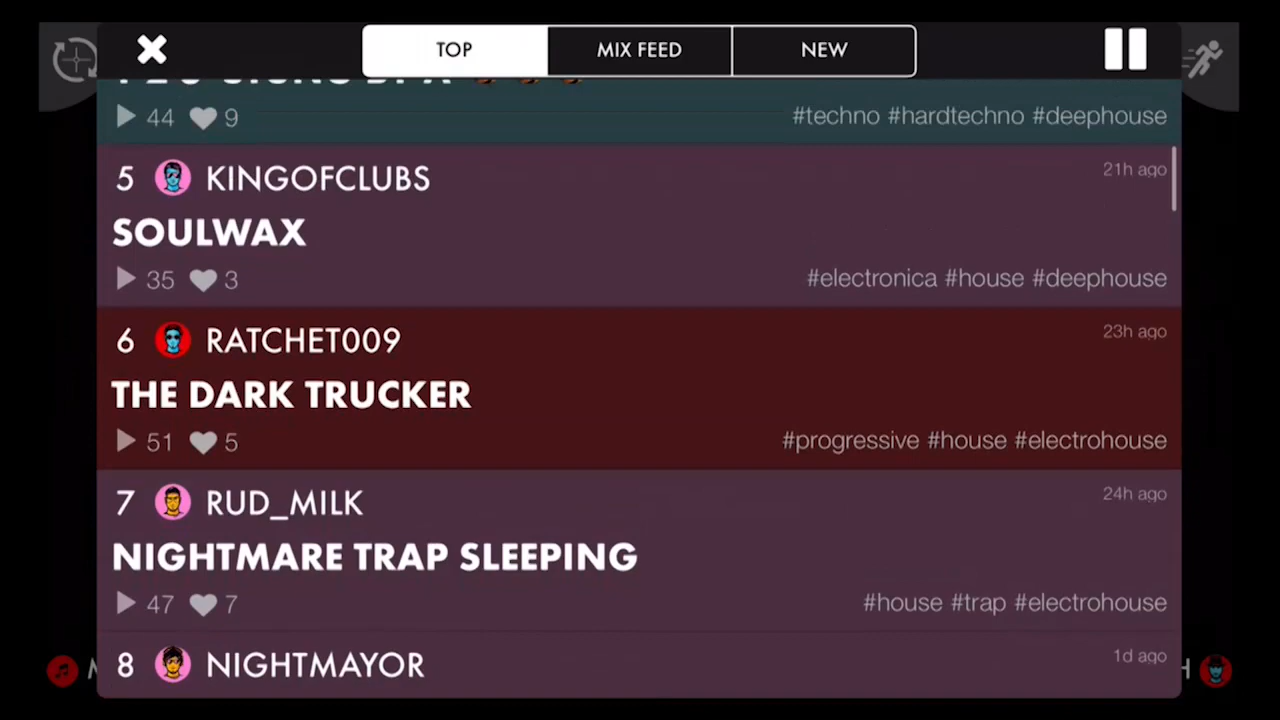 TOP
MIX FEED
NEW
44 9
#techno #hardtechno #deephouse
5 KINGOFCLUBS
21h ago
SOULWAX
35 3
#electronica #house #deephouse
6 RATCHET009
23h ago
THE DARK TRUCKER
51 5
#progressive #house #electrohouse
7 RUD_MILK
24h ago
NIGHTMARE TRAP SLEEPING
47 7
#house #trap #electrohouse
8 NIGHTMAYOR
1d ago